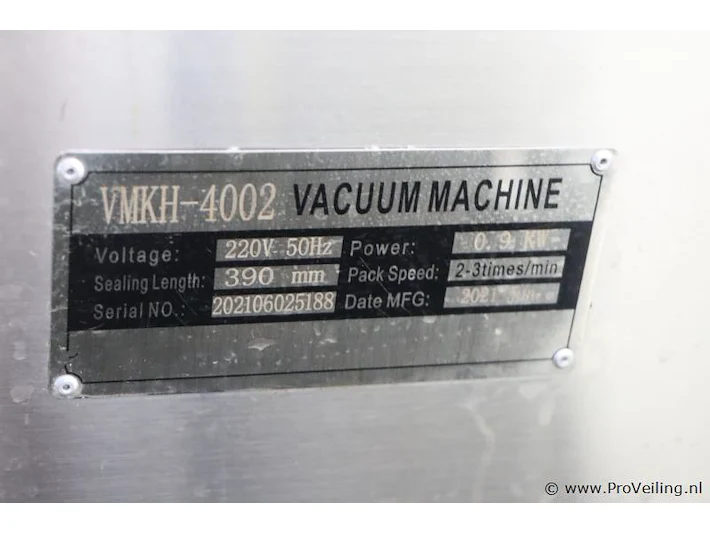 VMKH-4002 VACUUM MACHINE
Voltage: 220V 50Hz Power: 0.9 KW
Sealing Length: 390 mm Pack Speed: 2-3times/min
Serial NO.: 202106025188 Date MFG: 2021
© www.ProVeiling.nl